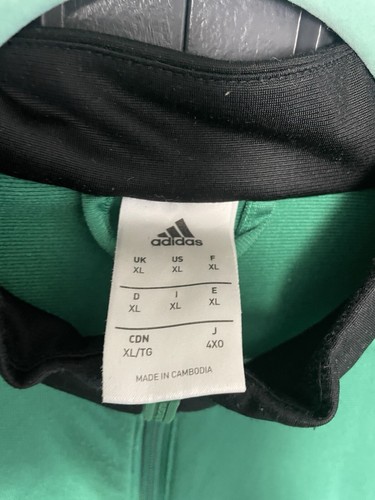 adidas
UK US F
XL XL XL
D I E
XL XL XL
CDN J
XL/TG 4XO
MADE IN CAMBODIA